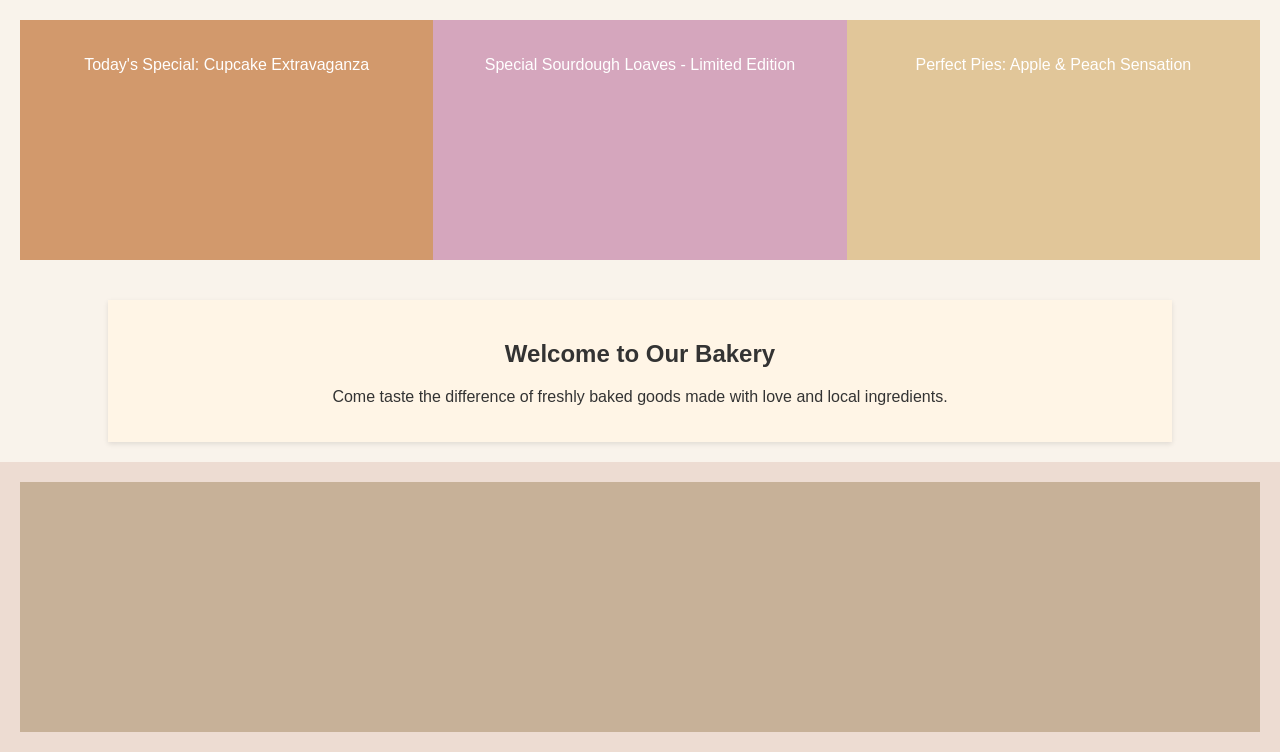 Today's Special: Cupcake Extravaganza
Special Sourdough Loaves - Limited Edition
Perfect Pies: Apple & Peach Sensation
Welcome to Our Bakery
Come taste the difference of freshly baked goods made with love and local ingredients.